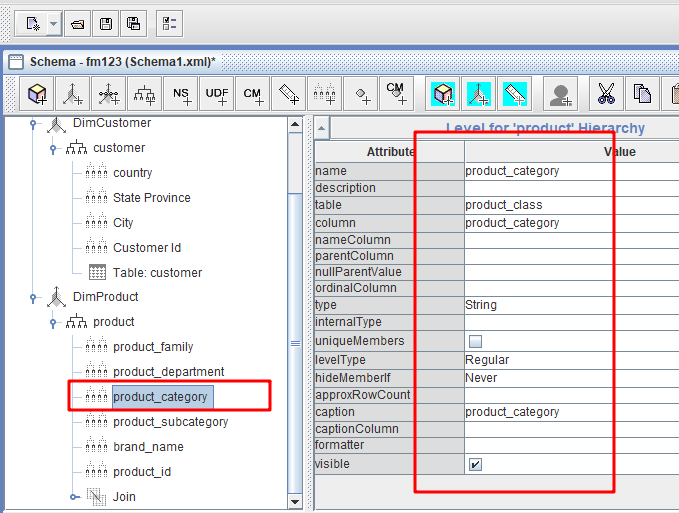 Schema - fm123 (Schema1.xml)*
NS UDF CM CM
DimCustomer
customer
country
State Province
City
Customer Id
Table: customer
DimProduct
product
product_family
product_department
product_category
product_subcategory
brand_name
product_id
Join
Level for 'product' Hierarchy
Attribute Value
name product_category
description
table product_class
column product_category
nameColumn
parentColumn
nullParentValue
ordinalColumn
type String
internalType
uniqueMembers
levelType Regular
hideMemberIf Never
approxRowCount
caption product_category
captionColumn
formatter
visible